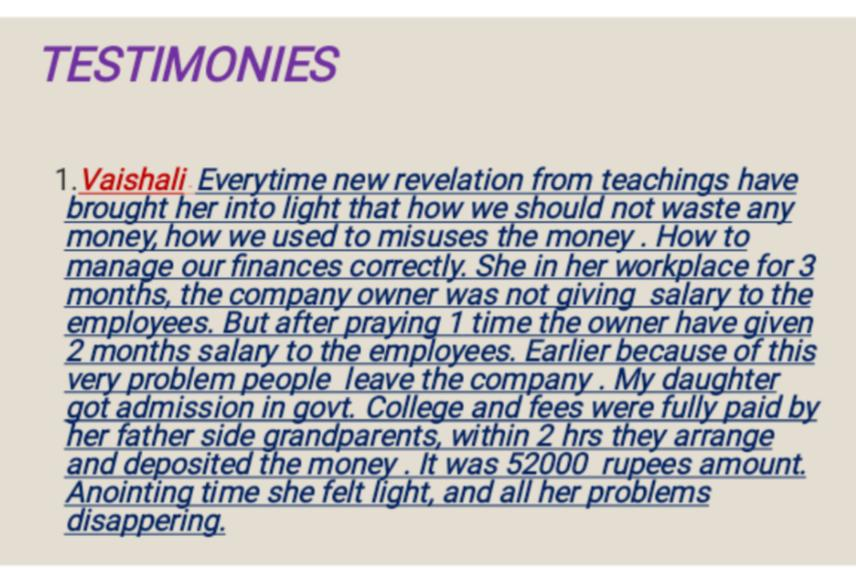 TESTIMONIES
1. Vaishali Everytime new revelation from teachings have
brought her into light that how we should not waste any
money, how we used to misuses the money . How to
manage our finances correctly. She in her workplace for 3
months, the company owner was not giving salary to the
employees. But after praying 1 time the owner have given
2 months salary to the employees. Earlier because of this
very problem people leave the company . My daughter
got admission in govt. College and fees were fully paid by
her father side grandparents, within 2 hrs they arrange
and deposited the money . It was 52000 rupees amount.
Anointing time she felt light, and all her problems
disappering.